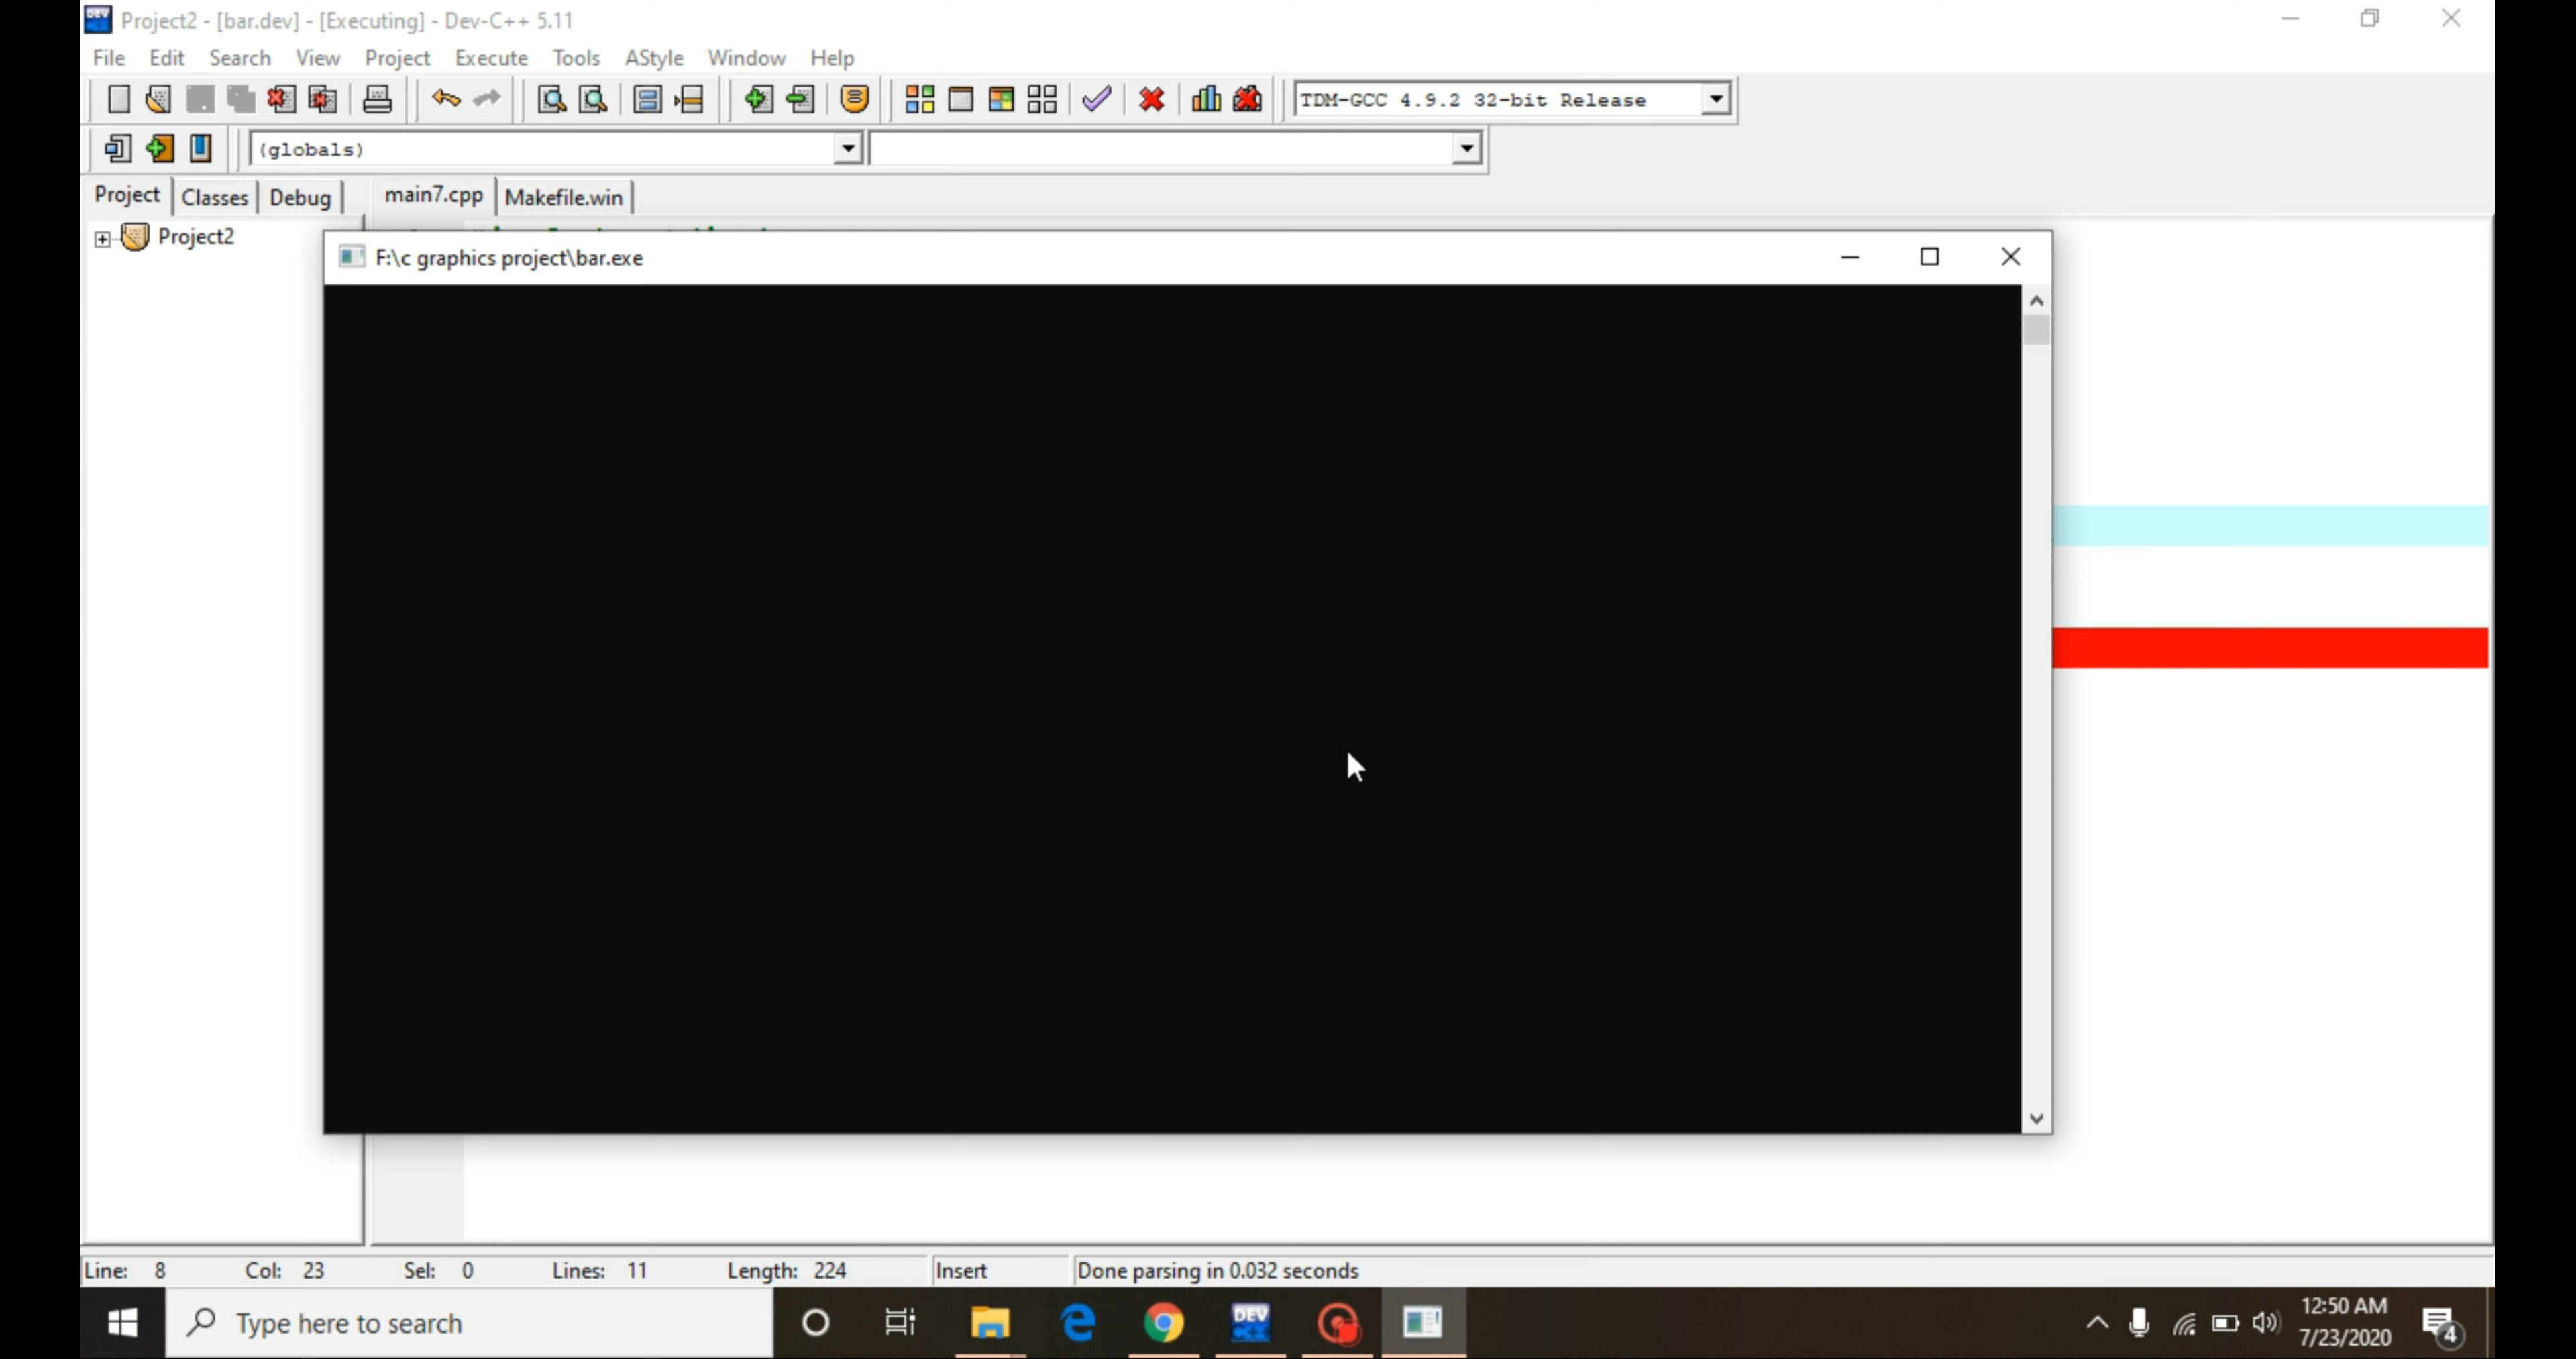 Project2 - [bar.dev] - [Executing] - Dev-C++ 5.11
File Edit Search View Project Execute Tools AStyle Window Help
TDM-GCC 4.9.2 32-bit Release
(globals)
Project Classes Debug main7.cpp Makefile.win
Project2
F:\c graphics project\bar.exe
Line: 8 Col: 23 Sel: 0 Lines: 11 Length: 224 Insert Done parsing in 0.032 seconds
Type here to search
DEV
C++
12:50 AM
7/23/2020
4